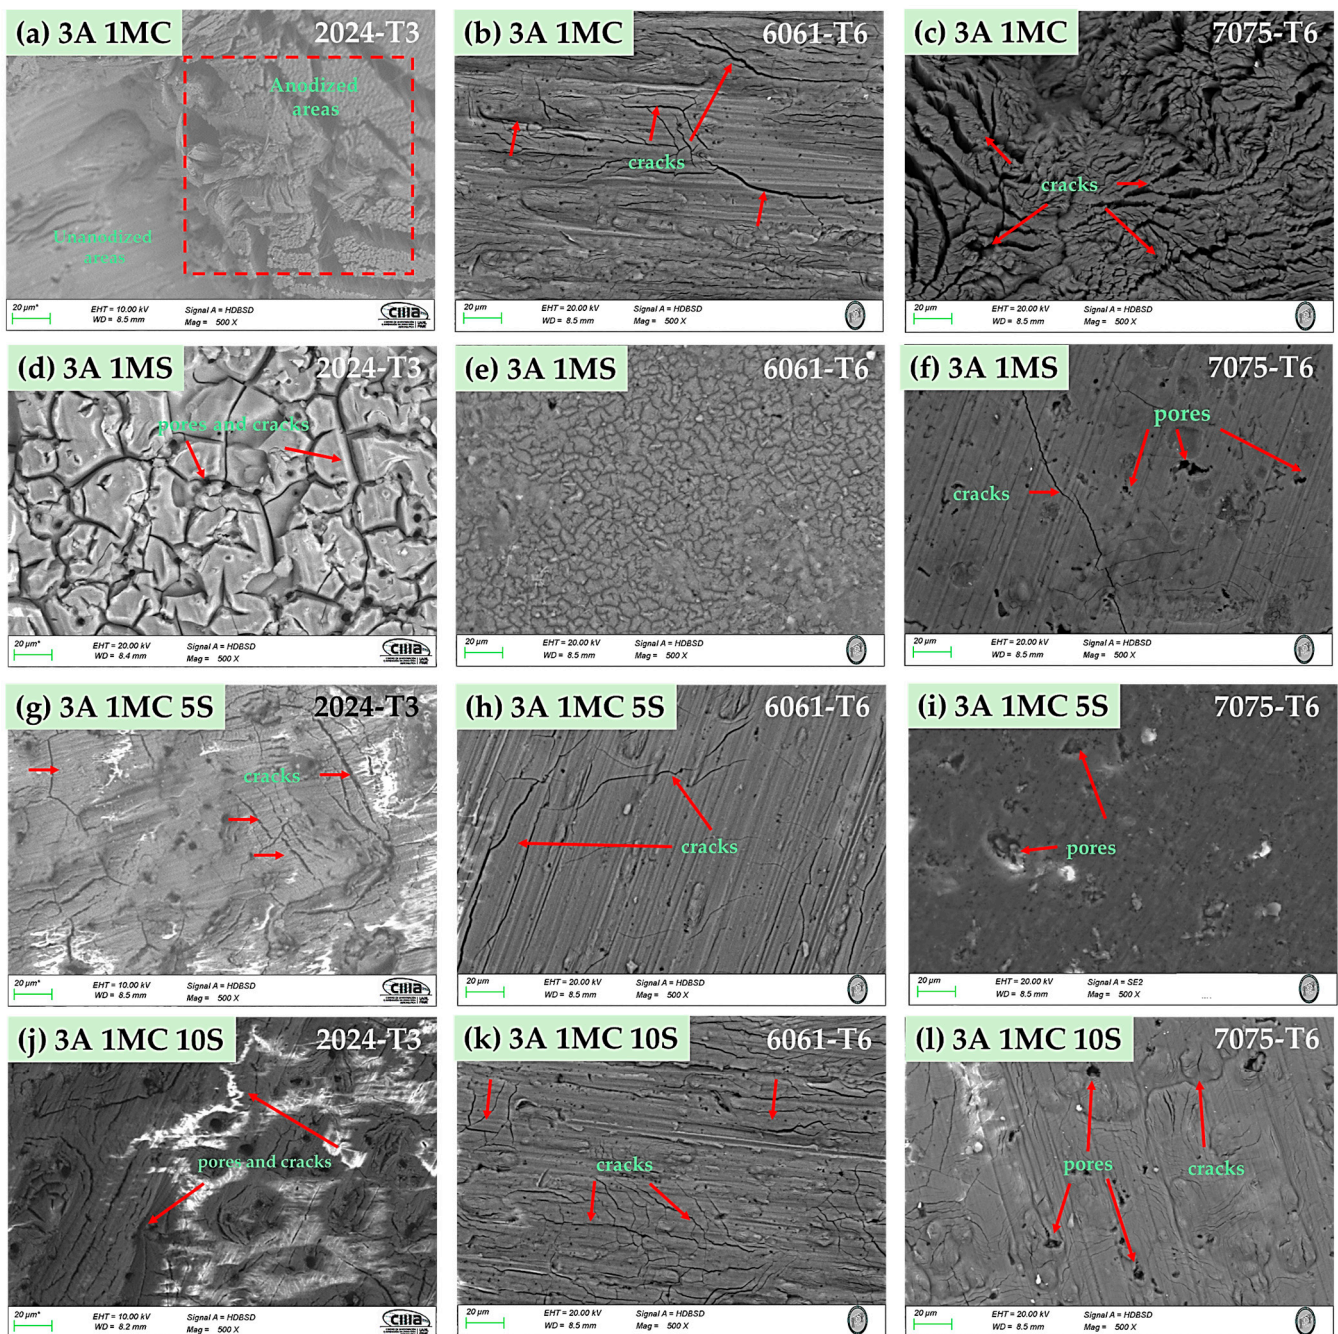 (a) 3A 1MC
2024-T3
Anodized
areas
Unanodized
areas
20 µm*
EHT = 10.00 kV
Signal A = HDBSD
WD = 8.5 mm
Mag = 500 X
CIIIA
(b) 3A 1MC
6061-T6
cracks
20 µm
EHT = 20.00 kV
Signal A = HDBSD
WD = 8.5 mm
Mag = 500 X
(c) 3A 1MC
7075-T6
cracks
20 µm
EHT = 20.00 kV
Signal A = HDBSD
WD = 8.5 mm
Mag = 500 X
(d) 3A 1MS
2024-T3
pores and cracks
20 µm*
EHT = 20.00 kV
Signal A = HDBSD
WD = 8.4 mm
Mag = 500 X
CIIIA
(e) 3A 1MS
6061-T6
20 µm
EHT = 20.00 kV
Signal A = HDBSD
WD = 8.5 mm
Mag = 500 X
(f) 3A 1MS
7075-T6
pores
cracks
20 µm
EHT = 20.00 kV
Signal A = HDBSD
WD = 8.5 mm
Mag = 500 X
(g) 3A 1MC 5S
2024-T3
cracks
20 µm*
EHT = 10.00 kV
Signal A = HDBSD
WD = 8.5 mm
Mag = 500 X
CIIIA
(h) 3A 1MC 5S
6061-T6
cracks
20 µm
EHT = 20.00 kV
Signal A = HDBSD
WD = 8.5 mm
Mag = 500 X
(i) 3A 1MC 5S
7075-T6
pores
20 µm
EHT = 20.00 kV
Signal A = SE2
WD = 8.5 mm
Mag = 500 X
(j) 3A 1MC 10S
2024-T3
pores and cracks
20 µm*
EHT = 10.00 kV
Signal A = HDBSD
WD = 8.2 mm
Mag = 500 X
CIIIA
(k) 3A 1MC 10S
6061-T6
cracks
20 µm
EHT = 20.00 kV
Signal A = HDBSD
WD = 8.5 mm
Mag = 500 X
(l) 3A 1MC 10S
7075-T6
pores
cracks
20 µm
EHT = 20.00 kV
Signal A = HDBSD
WD = 8.5 mm
Mag = 500 X